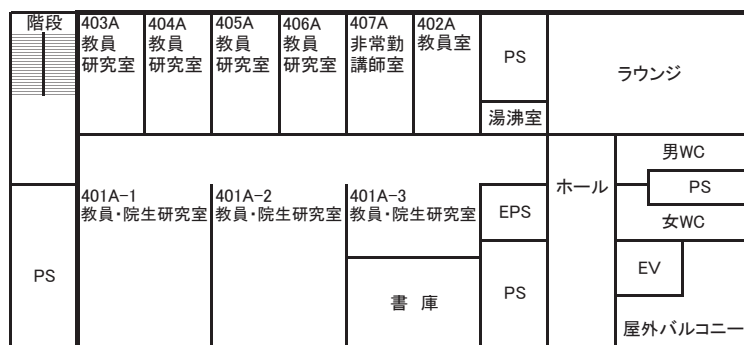 階段
403A
教員
研究室
404A
教員
研究室
405A
教員
研究室
406A
教員
研究室
407A
非常勤
講師室
402A
教員室
PS
湯沸室
ラウンジ
男WC
PS
女WC
ホール
401A-1
教員・院生研究室
401A-2
教員・院生研究室
401A-3
教員・院生研究室
EPS
PS
書 庫
PS
EV
屋外バルコニー